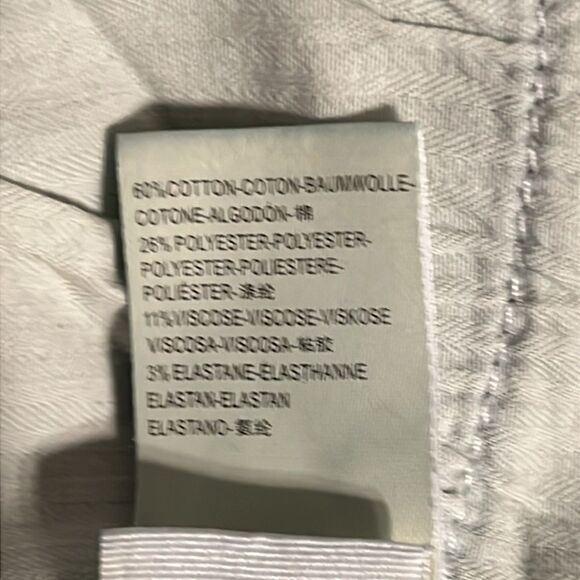 60%COTTON-COTON-BAUMWOLLE-
COTONE-ALGODÓN-棉
26% POLYESTER-POLYESTER-
POLYESTER-POLIESTERE-
POLIÉSTER-涤纶
11%VISCOSE-VISCOSE-VISKOSE
VISCOSA-VISCOSA-粘胶
3% ELASTANE-ÉLASTHANNE
ELASTAN-ELASTAN
ELASTANO-氨纶